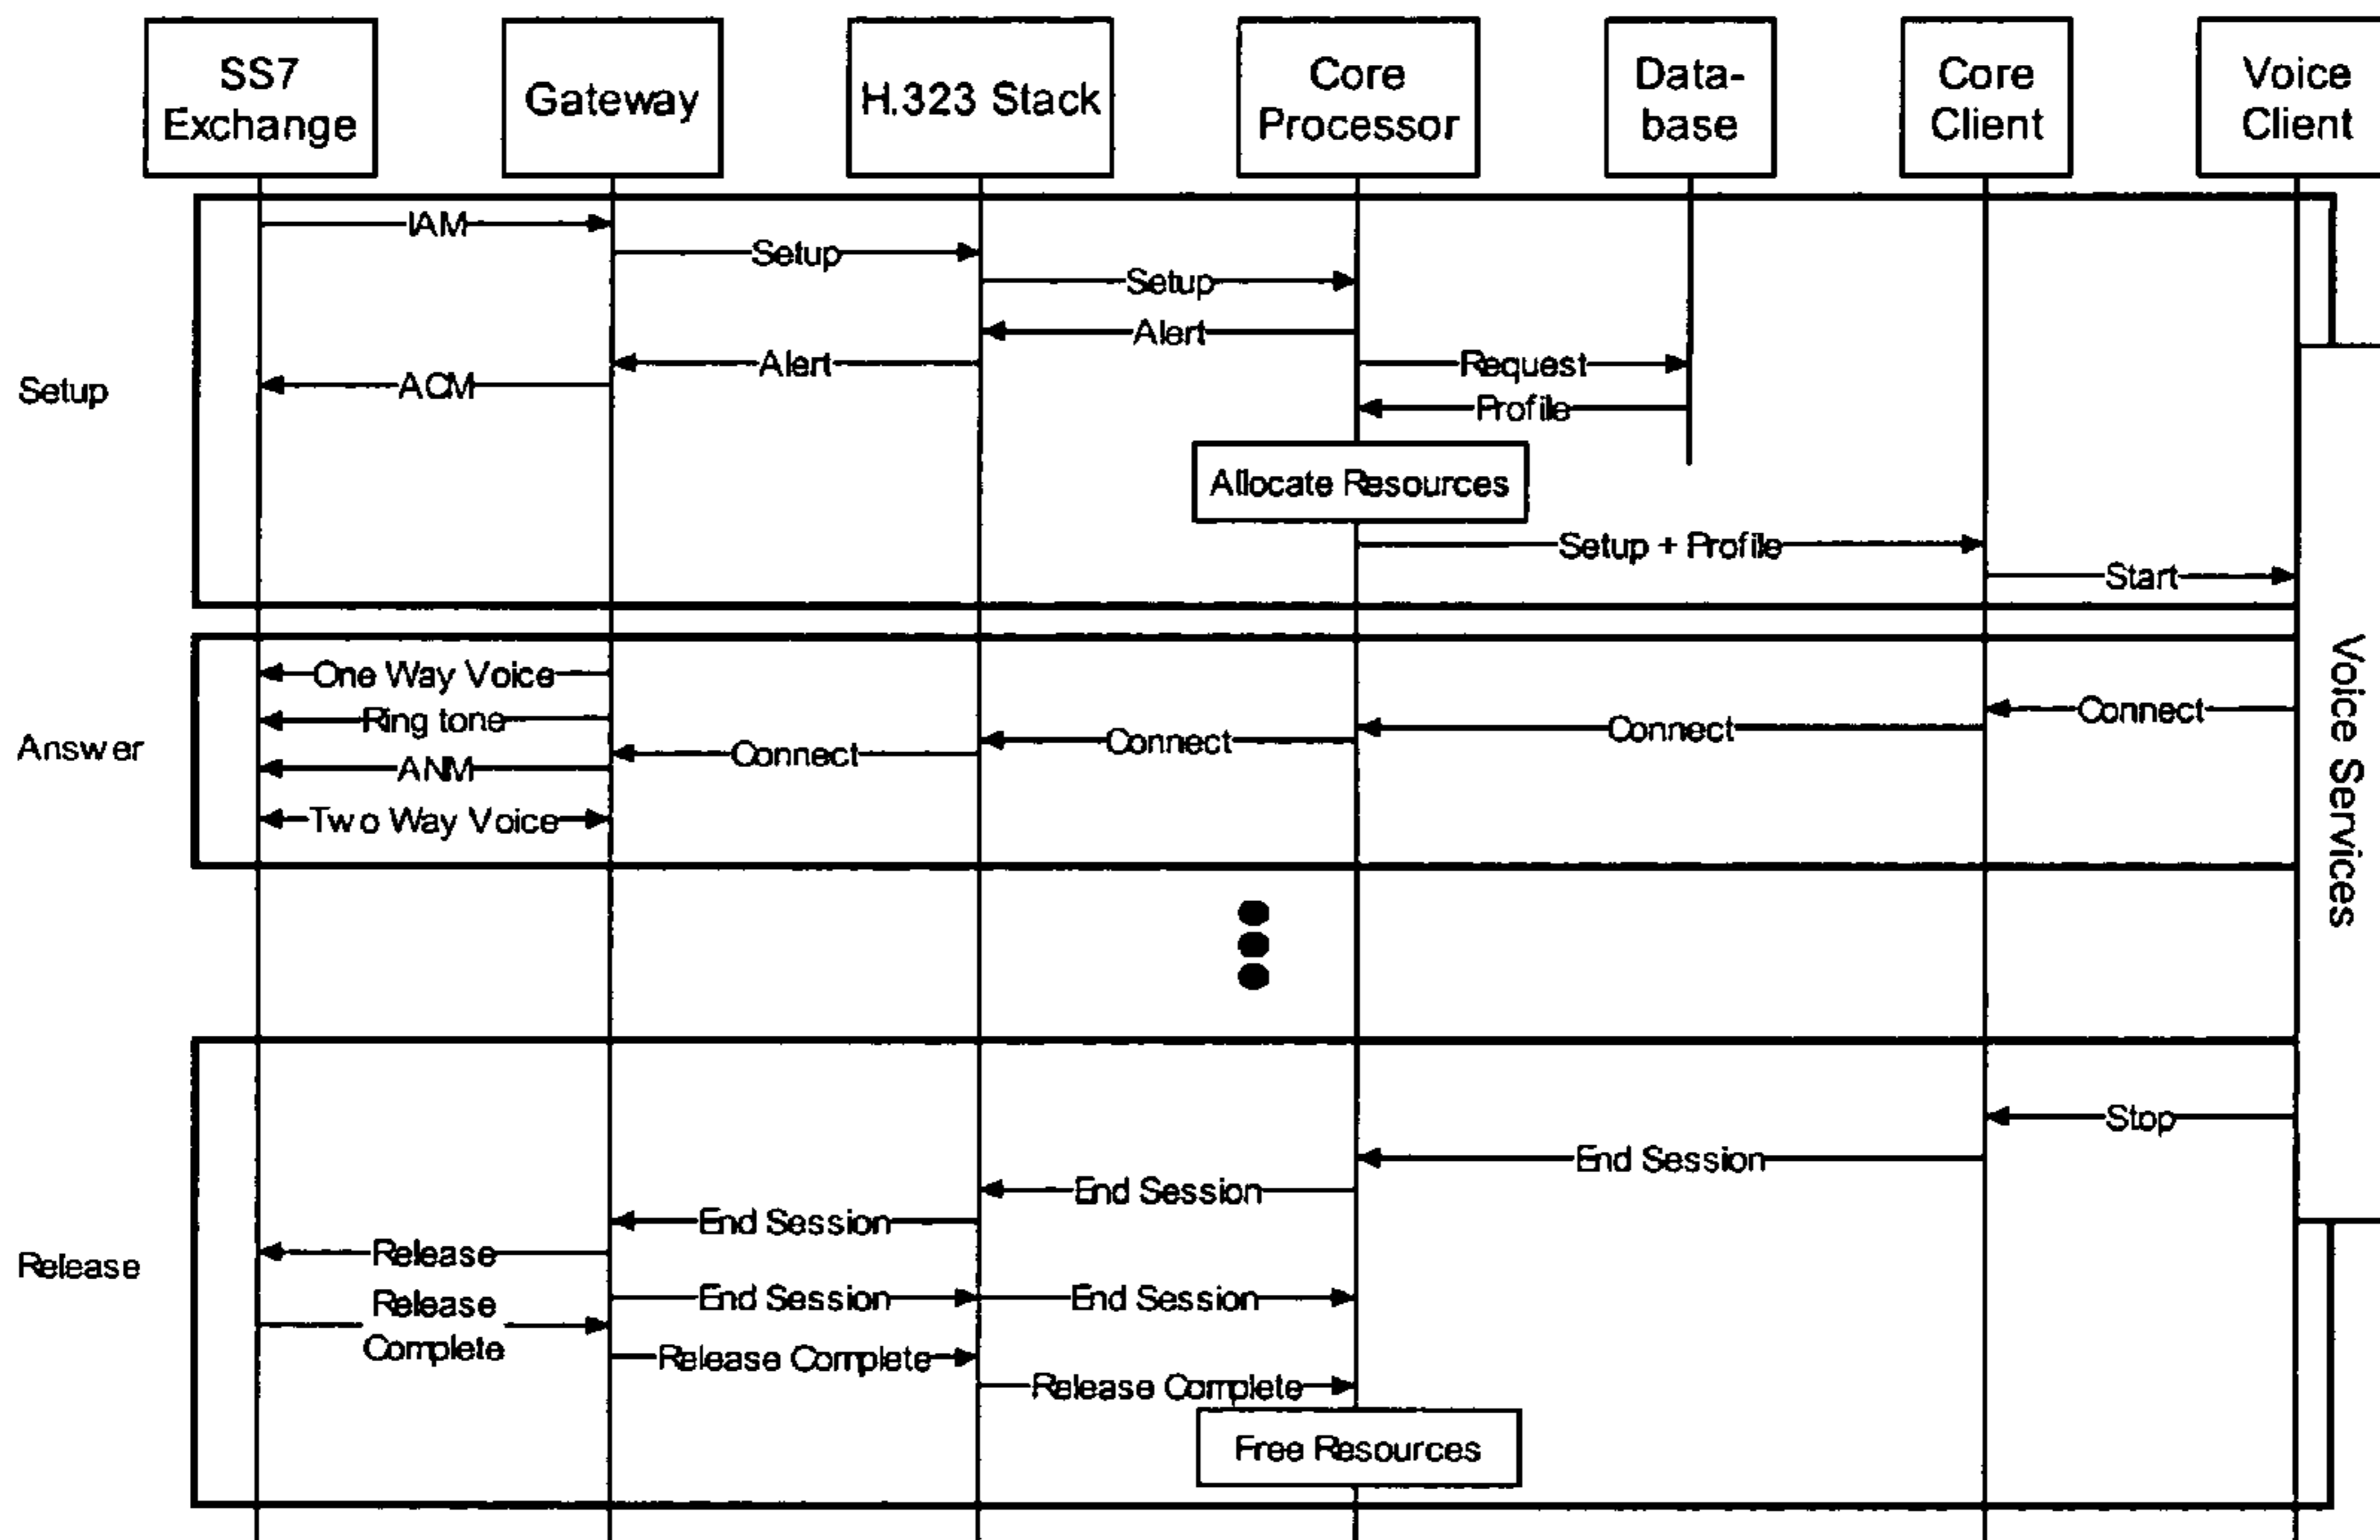 SS7
Exchange
Gateway
H.323 Stack
Core
Processor
Data-
base
Core
Client
Voice
Client
IAM
Setup
Setup
Alert
Alert
Request
Setup
ACM
Profile
Allocate Resources
Setup + Profile
Start
One Way Voice
Connect
Ring tone
Connect
Connect
Connect
Answer
ANM
Two Way Voice
Voice Services
Stop
End Session
End Session
End Session
Release
Release
End Session
End Session
Release
Complete
Release Complete
Release Complete
Free Resources